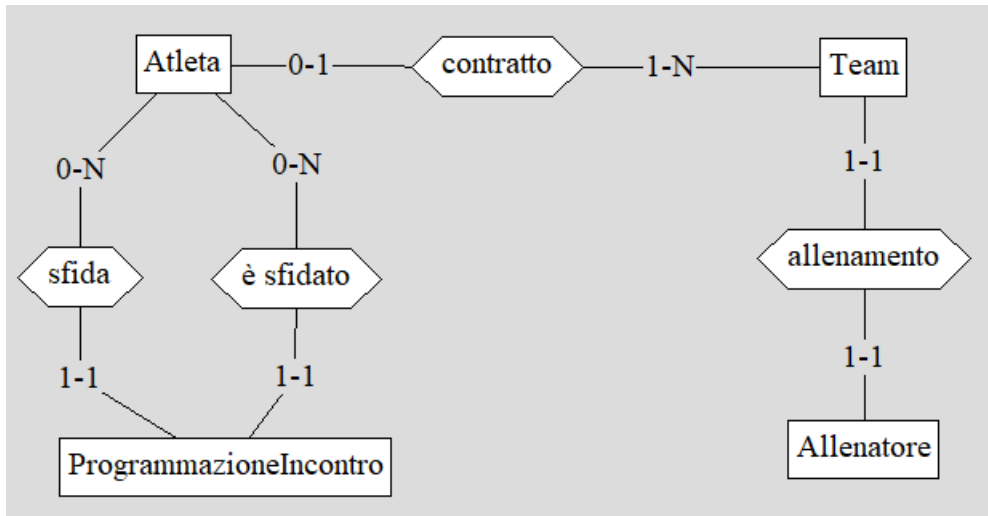 Atleta
0-1
contratto
1-N
Team
0-N
0-N
1-1
sfida
è sfidato
allenamento
1-1
1-1
1-1
ProgrammazioneIncontro
Allenatore